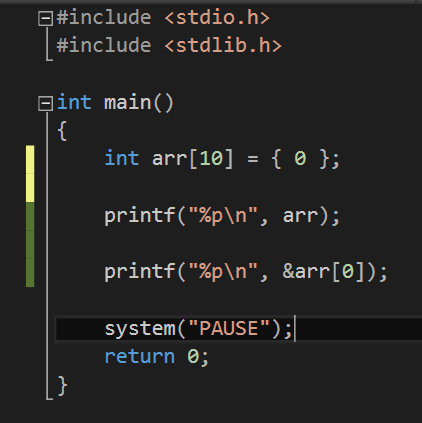 #include <stdio.h>
#include <stdlib.h>
int main()
{
int arr[10] = { 0 };
printf("%p\n", arr);
printf("%p\n", &arr[0]);
system("PAUSE");
return 0;
}